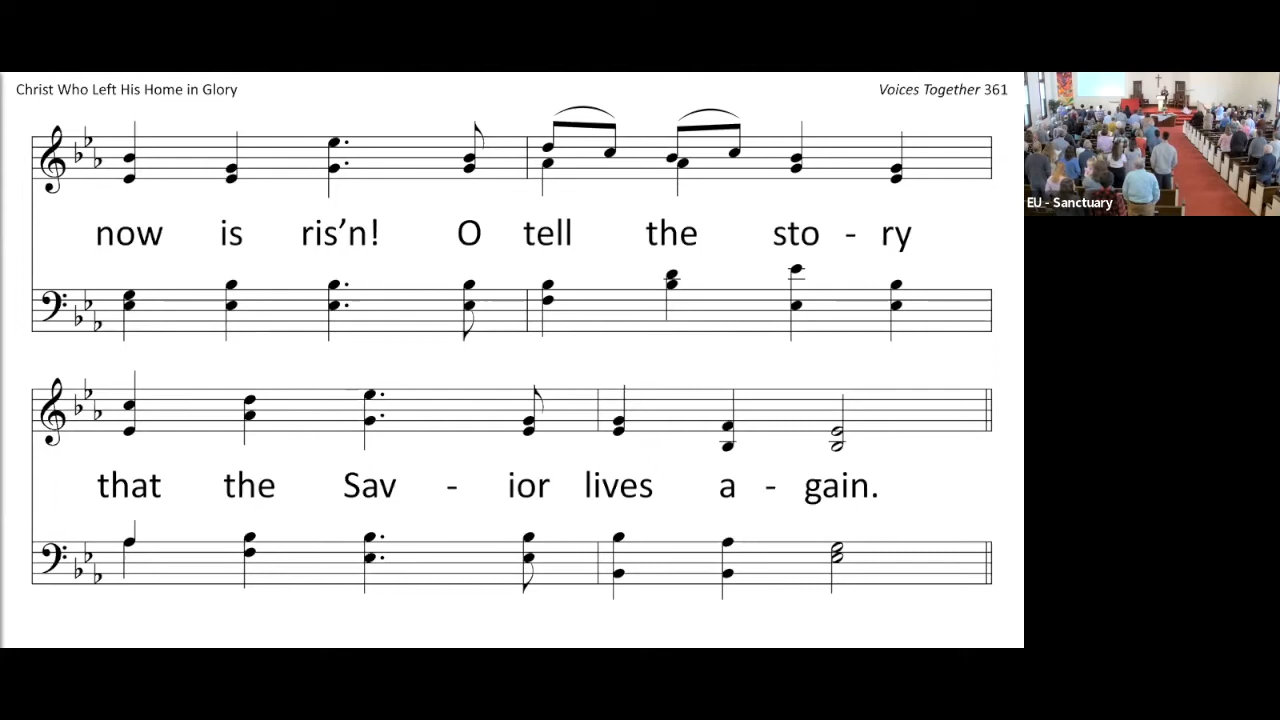 Christ Who Left His Home in Glory
Voices Together 361
now is ris’n! O tell the sto - ry
that the Sav - ior lives a - gain.
EU - Sanctuary